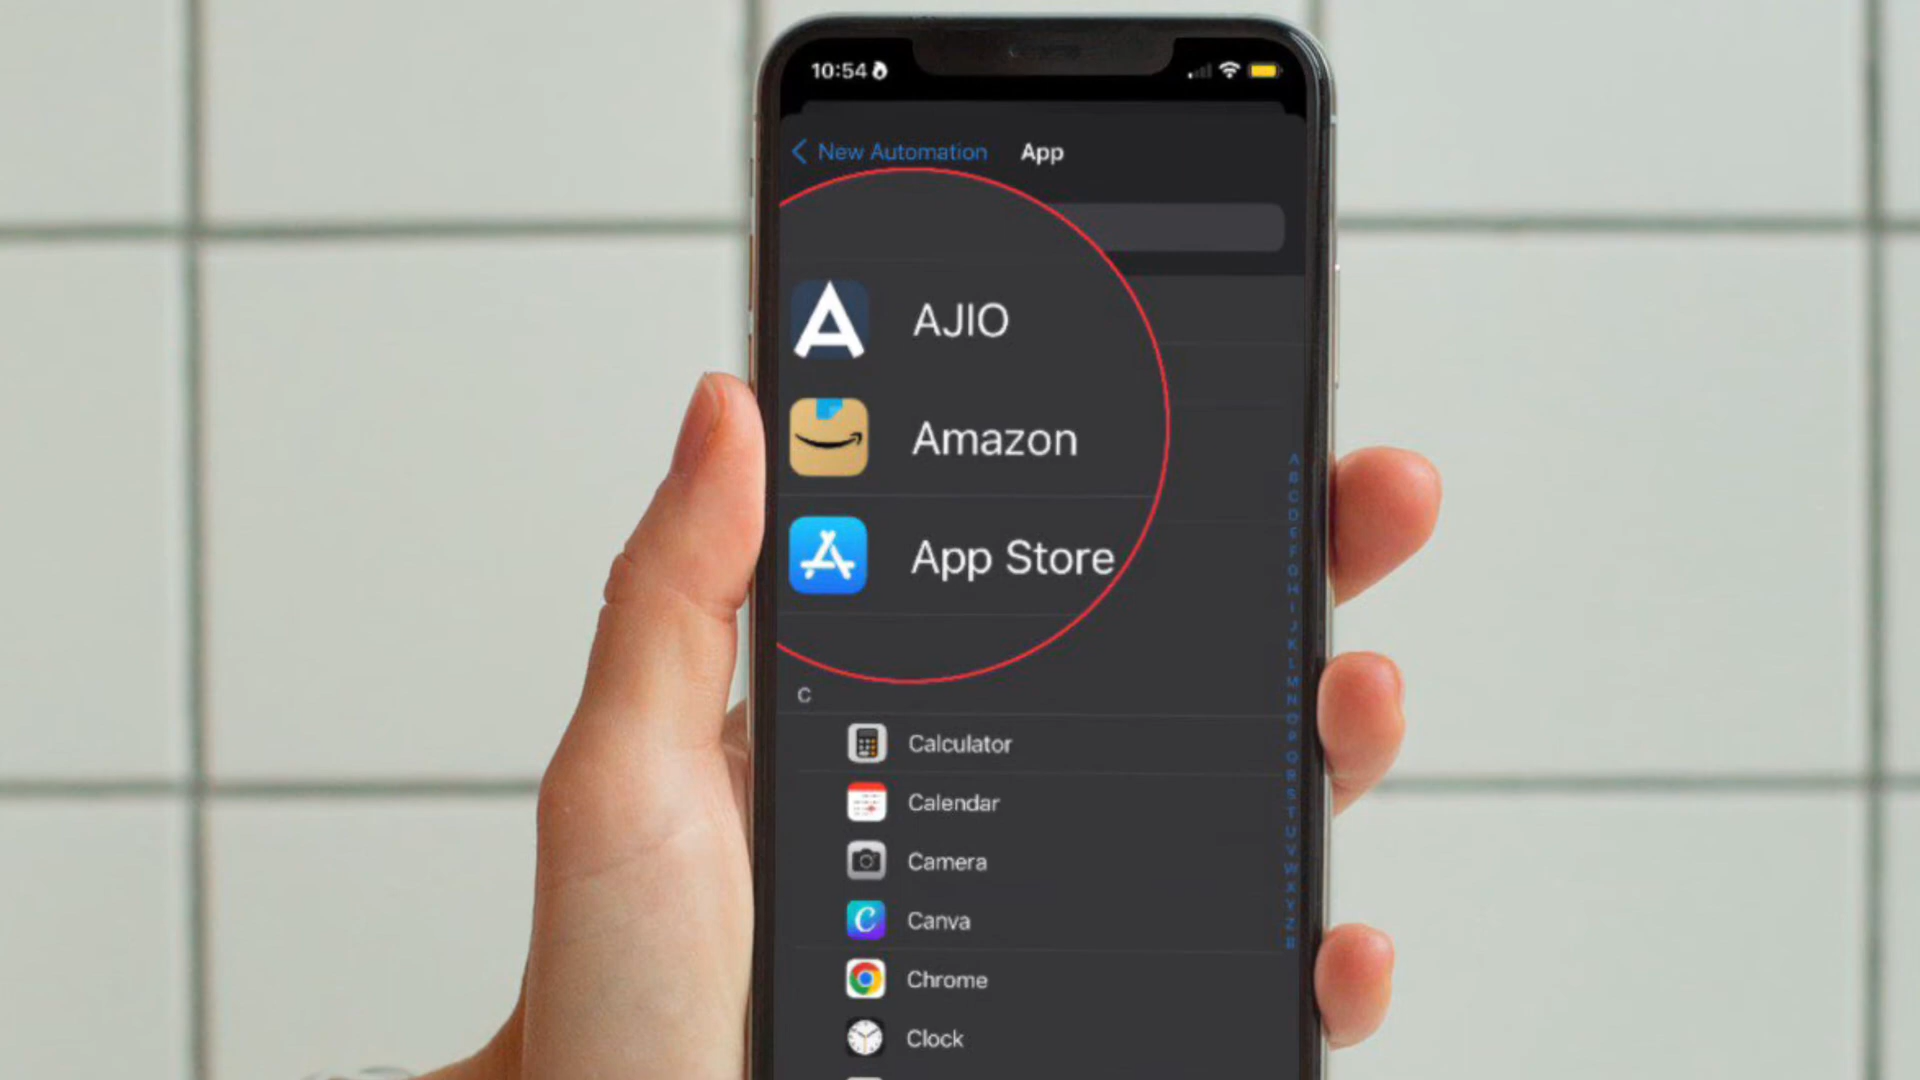 10:54
New Automation App
AJIO
Amazon
App Store
C
Calculator
Calendar
Camera
Canva
Chrome
Clock
A
B
C
D
E
F
G
H
I
J
K
L
M
N
O
P
Q
R
S
T
U
V
W
X
Y
Z
#